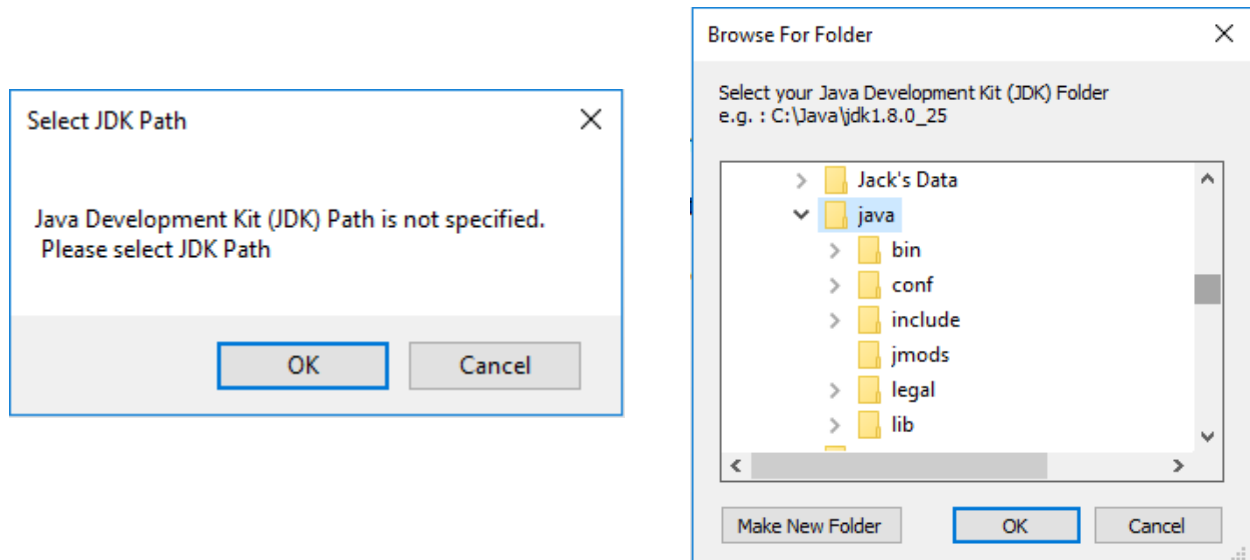 Select JDK Path
Java Development Kit (JDK) Path is not specified.
Please select JDK Path
OK
Cancel
Browse For Folder
Select your Java Development Kit (JDK) Folder
e.g. : C:\Java\jdk1.8.0_25
Jack's Data
java
bin
conf
include
jmods
legal
lib
Make New Folder
OK
Cancel